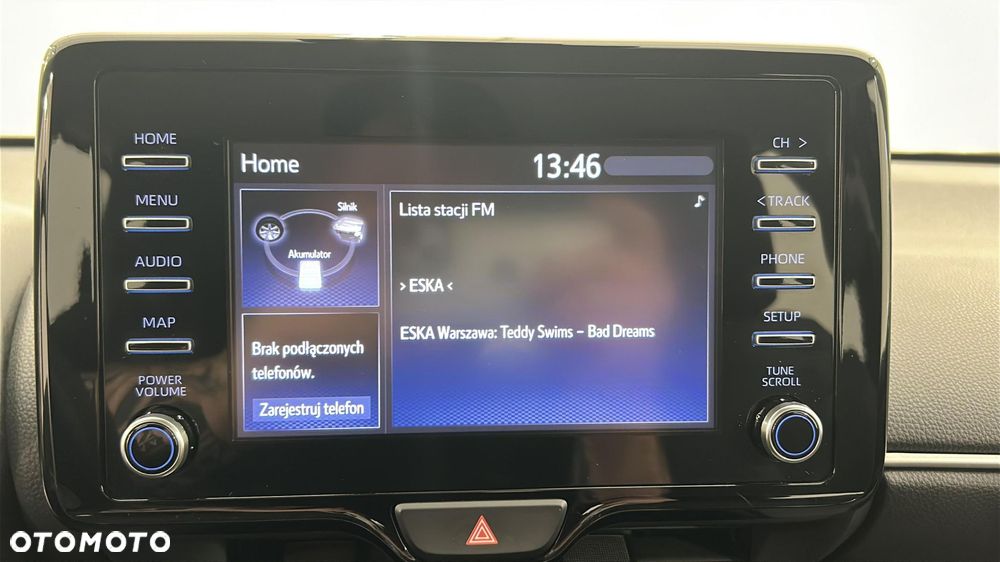 HOME
MENU
AUDIO
MAP
POWER
VOLUME
Home
13:46
Silnik
Akumulator
Brak podłączonych
telefonów.
Zarejestruj telefon
Lista stacji FM
> ESKA <
ESKA Warszawa: Teddy Swims – Bad Dreams
CH >
< TRACK
PHONE
SETUP
TUNE
SCROLL
OTOMOTO